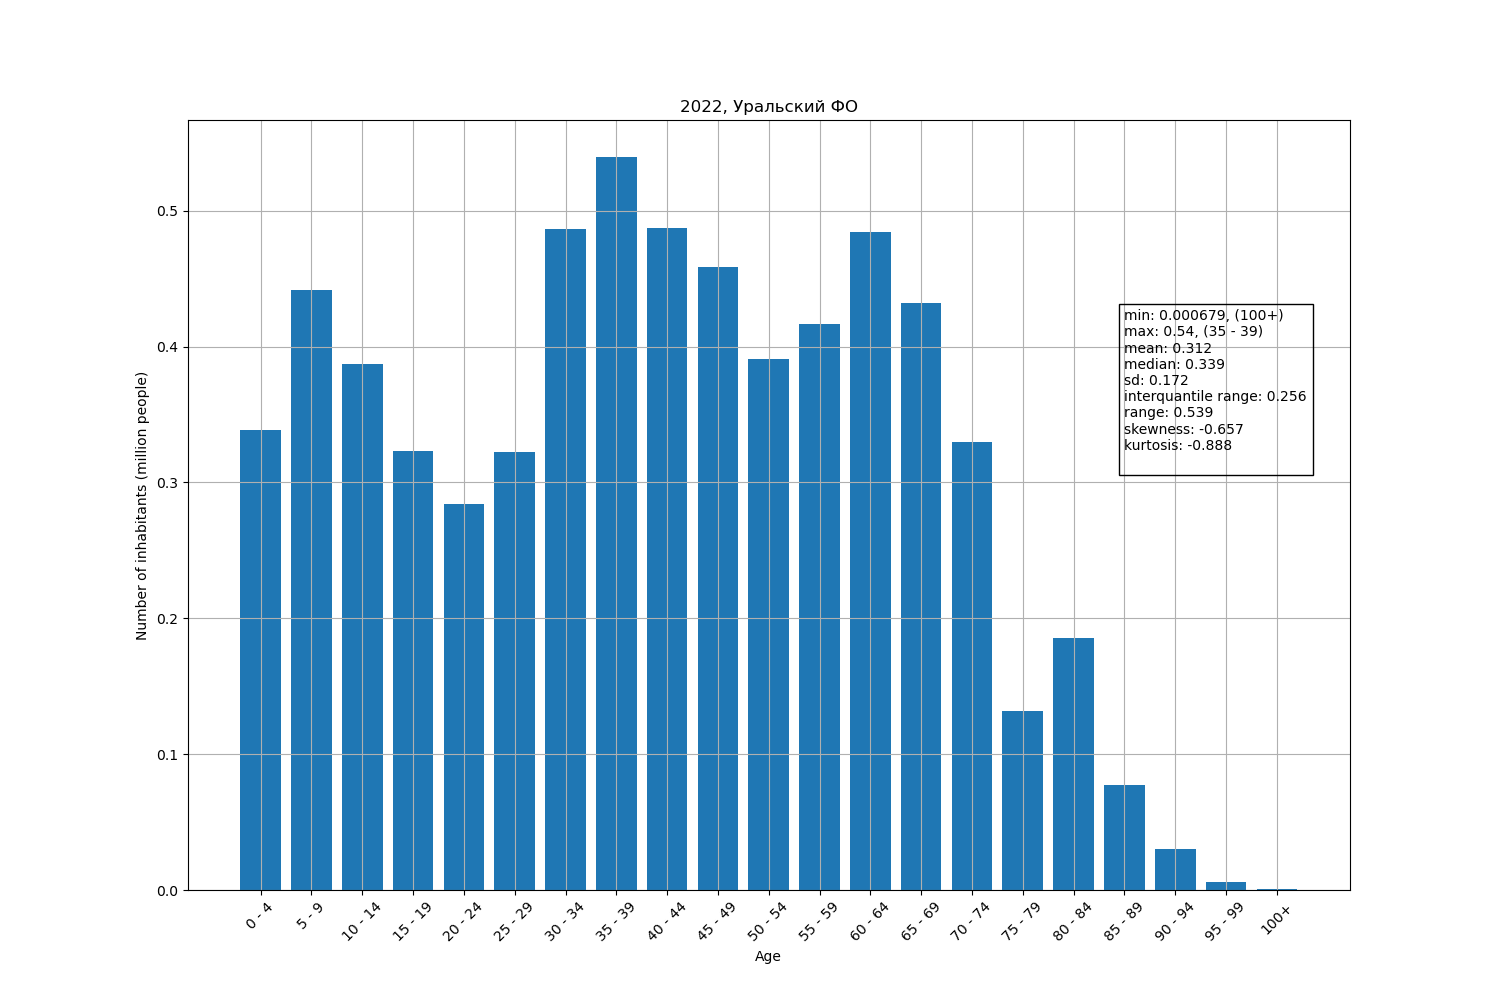 2022, Уральский ФО
Number of inhabitants (million people)
0.5
0.4
0.3
0.2
0.1
0.0
min: 0.000679, (100+)
max: 0.54, (35 - 39)
mean: 0.312
median: 0.339
sd: 0.172
interquantile range: 0.256
range: 0.539
skewness: -0.657
kurtosis: -0.888
0 - 4
5 - 9
10 - 14
15 - 19
20 - 24
25 - 29
30 - 34
35 - 39
40 - 44
45 - 49
50 - 54
55 - 59
60 - 64
65 - 69
70 - 74
75 - 79
80 - 84
85 - 89
90 - 94
95 - 99
100+
Age